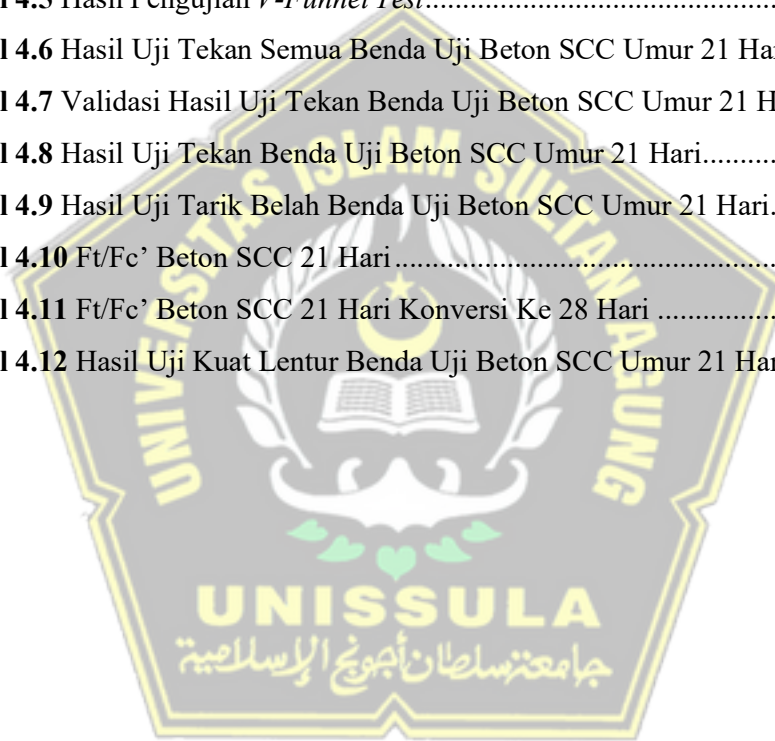 l 4.5 Hasil Pengujian V-Funnel Test
l 4.6 Hasil Uji Tekan Semua Benda Uji Beton SCC Umur 21 Har
l 4.7 Validasi Hasil Uji Tekan Benda Uji Beton SCC Umur 21 H
l 4.8 Hasil Uji Tekan Benda Uji Beton SCC Umur 21 Hari
l 4.9 Hasil Uji Tarik Belah Benda Uji Beton SCC Umur 21 Hari
l 4.10 Ft/Fc’ Beton SCC 21 Hari
l 4.11 Ft/Fc’ Beton SCC 21 Hari Konversi Ke 28 Hari
l 4.12 Hasil Uji Kuat Lentur Benda Uji Beton SCC Umur 21 Har
UNIVERSITAS ISLAM SULTAN AGUNG
UNISSULA
جامعتنسلطان أجونج الإسلامية